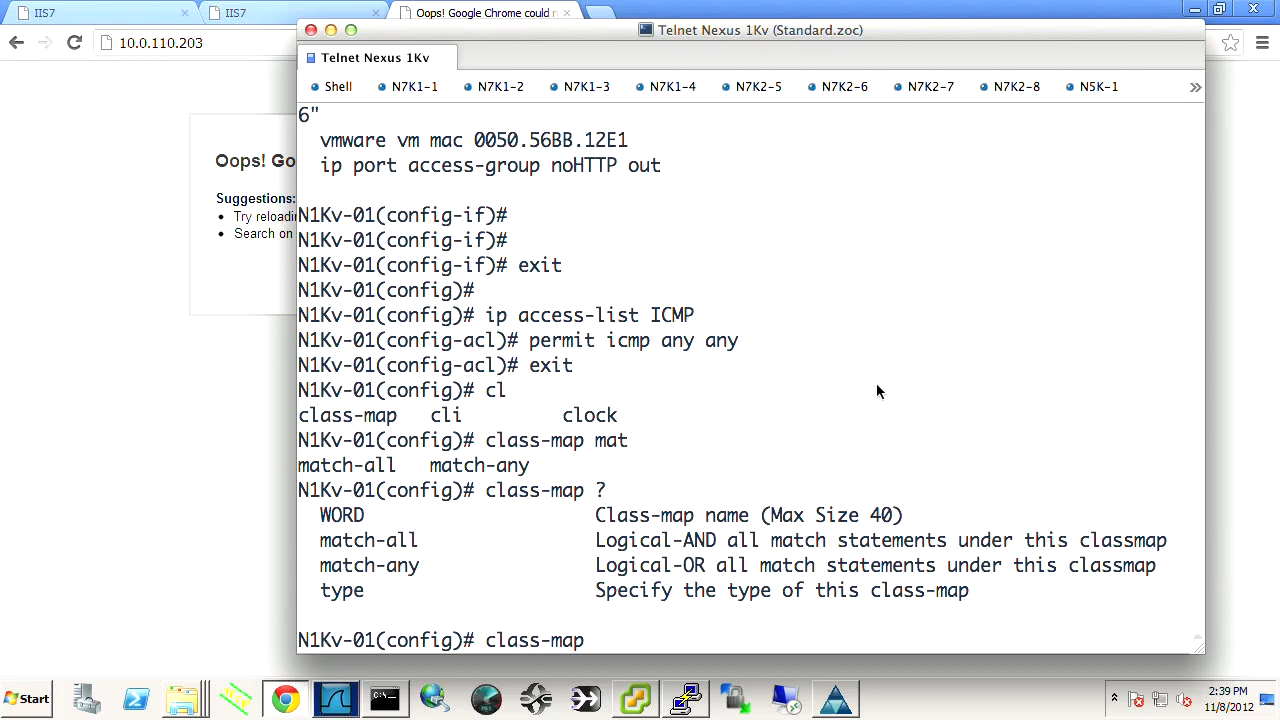 IIS7
IIS7
Oops! Google Chrome could
10.0.110.203
Telnet Nexus 1Kv (Standard.zoc)
Telnet Nexus 1Kv
Shell N7K1-1 N7K1-2 N7K1-3 N7K1-4 N7K2-5 N7K2-6 N7K2-7 N7K2-8 N5K-1 »
Oops! Go
Suggestions:
Try reloadi
Search on
6"
vmware vm mac 0050.56BB.12E1
ip port access-group noHTTP out
N1Kv-01(config-if)#
N1Kv-01(config-if)#
N1Kv-01(config-if)# exit
N1Kv-01(config)#
N1Kv-01(config)# ip access-list ICMP
N1Kv-01(config-acl)# permit icmp any any
N1Kv-01(config-acl)# exit
N1Kv-01(config)# cl
class-map cli clock
N1Kv-01(config)# class-map mat
match-all match-any
N1Kv-01(config)# class-map ?
WORD Class-map name (Max Size 40)
match-all Logical-AND all match statements under this classmap
match-any Logical-OR all match statements under this classmap
type Specify the type of this class-map
N1Kv-01(config)# class-map
Start
2:39 PM
11/8/2012